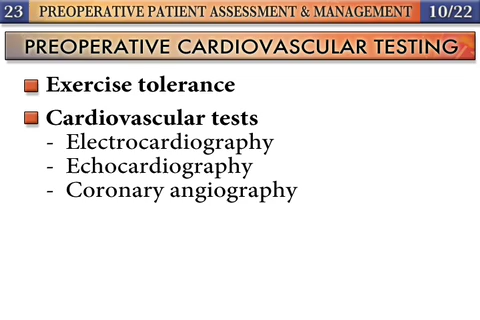 23 PREOPERATIVE PATIENT ASSESSMENT & MANAGEMENT 10/22
PREOPERATIVE CARDIOVASCULAR TESTING
Exercise tolerance
Cardiovascular tests
- Electrocardiography
- Echocardiography
- Coronary angiography